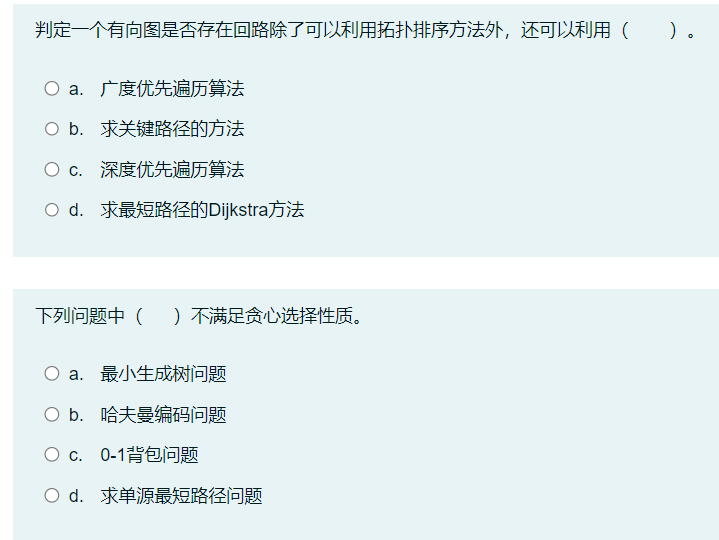 判定一个有向图是否存在回路除了可以利用拓扑排序方法外，还可以利用（　　）。
a. 广度优先遍历算法
b. 求关键路径的方法
c. 深度优先遍历算法
d. 求最短路径的Dijkstra方法
下列问题中（　　）不满足贪心选择性质。
a. 最小生成树问题
b. 哈夫曼编码问题
c. 0-1背包问题
d. 求单源最短路径问题